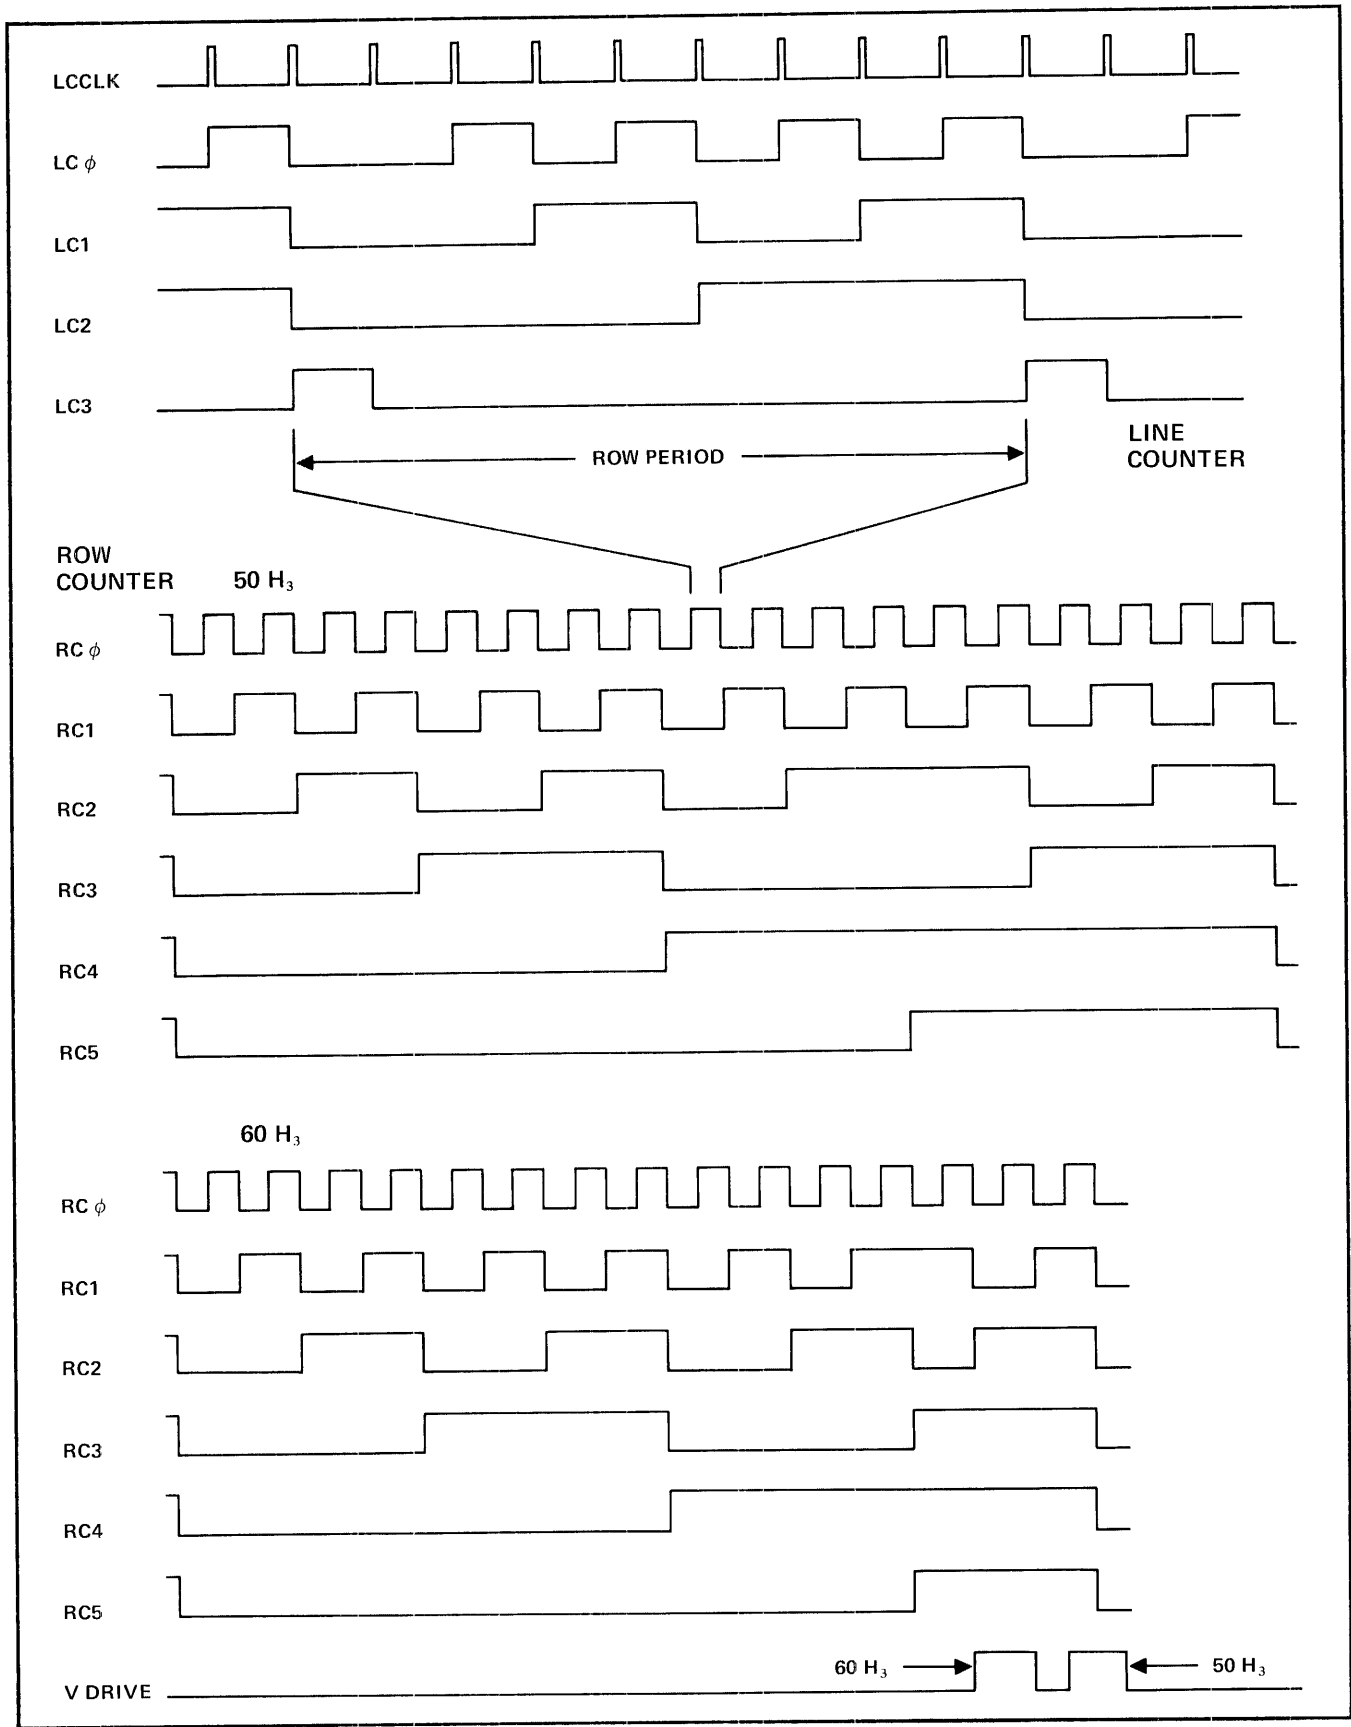 LCCLK
LC ϕ
LC1
LC2
LC3
ROW PERIOD
LINE
COUNTER
ROW
COUNTER 50 H₃
RC ϕ
RC1
RC2
RC3
RC4
RC5
60 H₃
RC ϕ
RC1
RC2
RC3
RC4
RC5
60 H₃ 50 H₃
V DRIVE